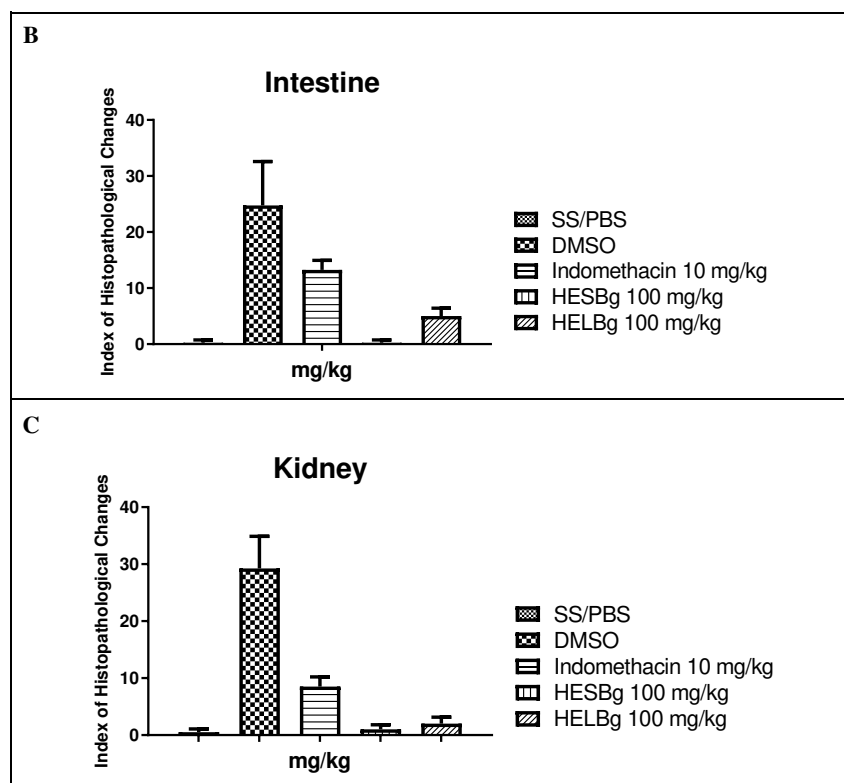 B
Intestine
Index of Histopathological Changes
40
30
20
10
0
mg/kg
SS/PBS
DMSO
Indomethacin 10 mg/kg
HESBg 100 mg/kg
HELBg 100 mg/kg
C
Kidney
Index of Histopathological Changes
40
30
20
10
0
mg/kg
SS/PBS
DMSO
Indomethacin 10 mg/kg
HESBg 100 mg/kg
HELBg 100 mg/kg